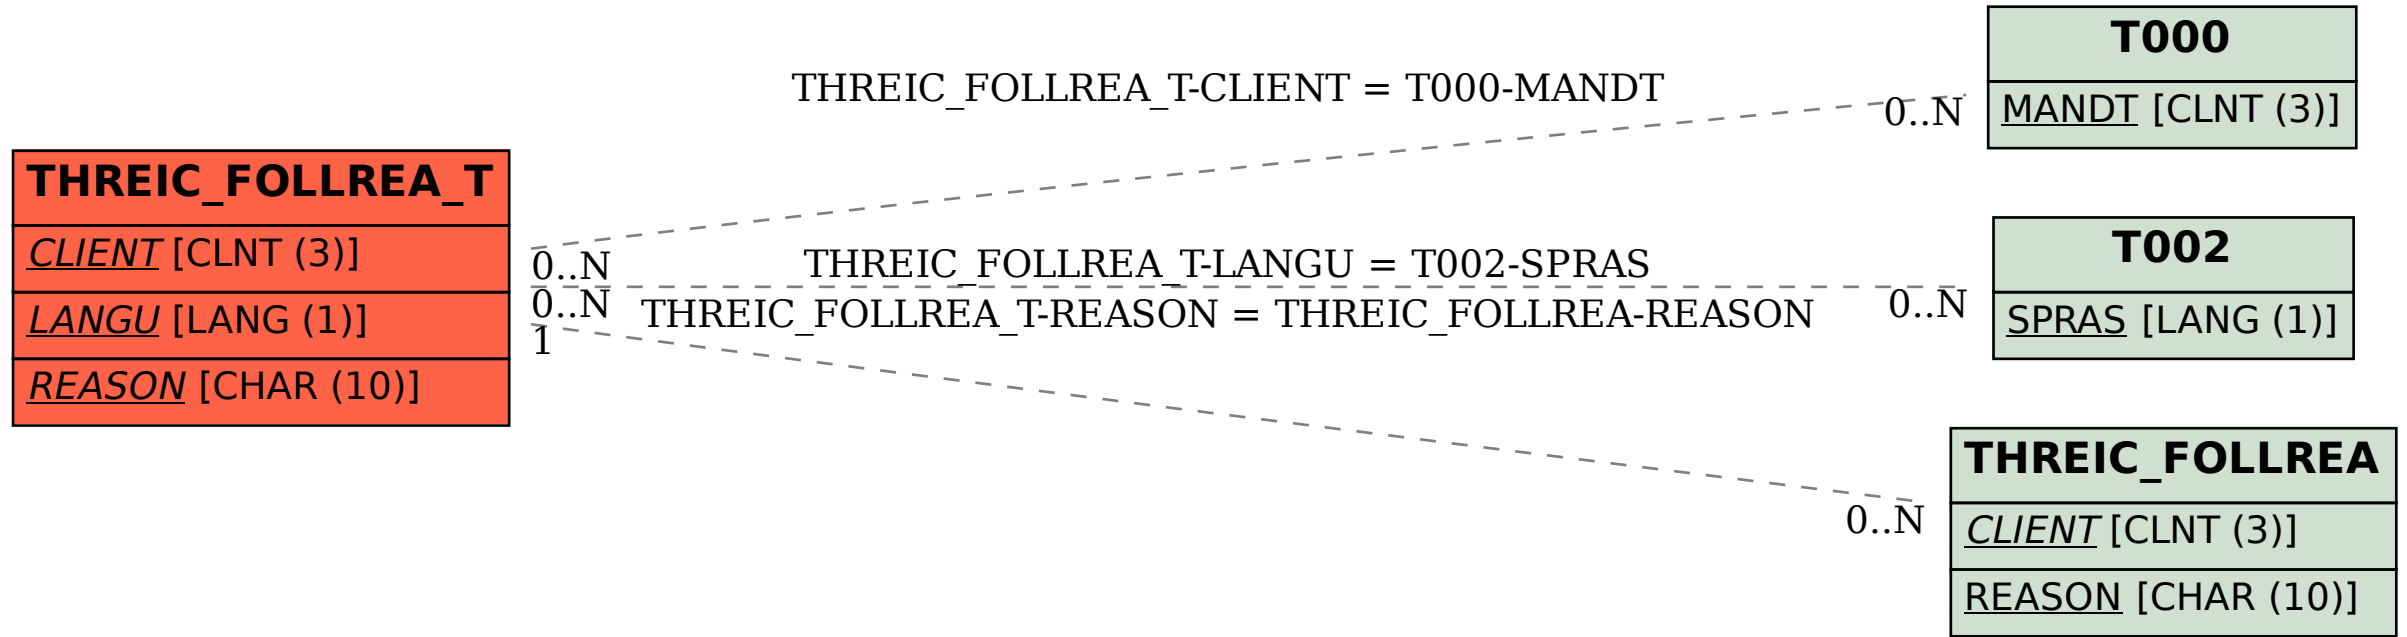 THREIC_FOLLREA_T
CLIENT [CLNT (3)]
LANGU [LANG (1)]
REASON [CHAR (10)]
THREIC_FOLLREA_T-CLIENT = T000-MANDT
0..N
0..N
THREIC_FOLLREA_T-LANGU = T002-SPRAS
0..N
0..N
THREIC_FOLLREA_T-REASON = THREIC_FOLLREA-REASON
1
0..N
T000
MANDT [CLNT (3)]
T002
SPRAS [LANG (1)]
THREIC_FOLLREA
CLIENT [CLNT (3)]
REASON [CHAR (10)]